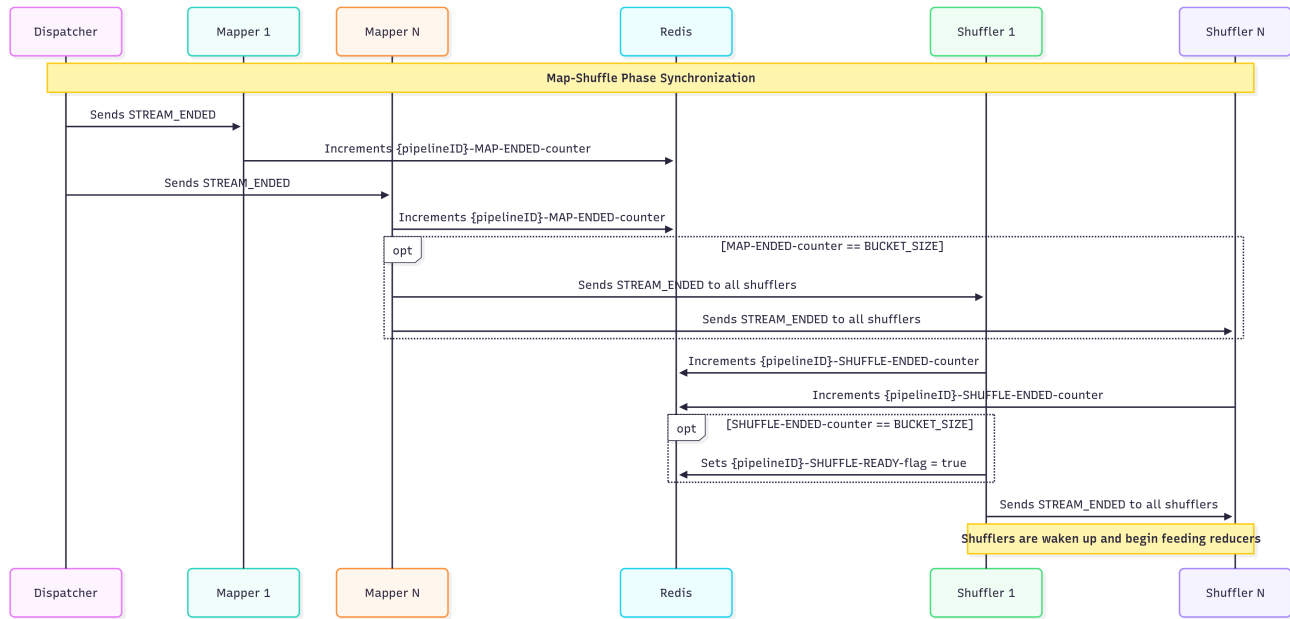 Dispatcher
Mapper 1
Mapper N
Redis
Shuffler 1
Shuffler N
Map-Shuffle Phase Synchronization
Sends STREAM_ENDED
Increments {pipelineID}-MAP-ENDED-counter
Sends STREAM_ENDED
Increments {pipelineID}-MAP-ENDED-counter
opt
[MAP-ENDED-counter == BUCKET_SIZE]
Sends STREAM_ENDED to all shufflers
Sends STREAM_ENDED to all shufflers
Increments {pipelineID}-SHUFFLE-ENDED-counter
Increments {pipelineID}-SHUFFLE-ENDED-counter
opt
[SHUFFLE-ENDED-counter == BUCKET_SIZE]
Sets {pipelineID}-SHUFFLE-READY-flag = true
Sends STREAM_ENDED to all shufflers
Shufflers are waken up and begin feeding reducers
Dispatcher
Mapper 1
Mapper N
Redis
Shuffler 1
Shuffler N